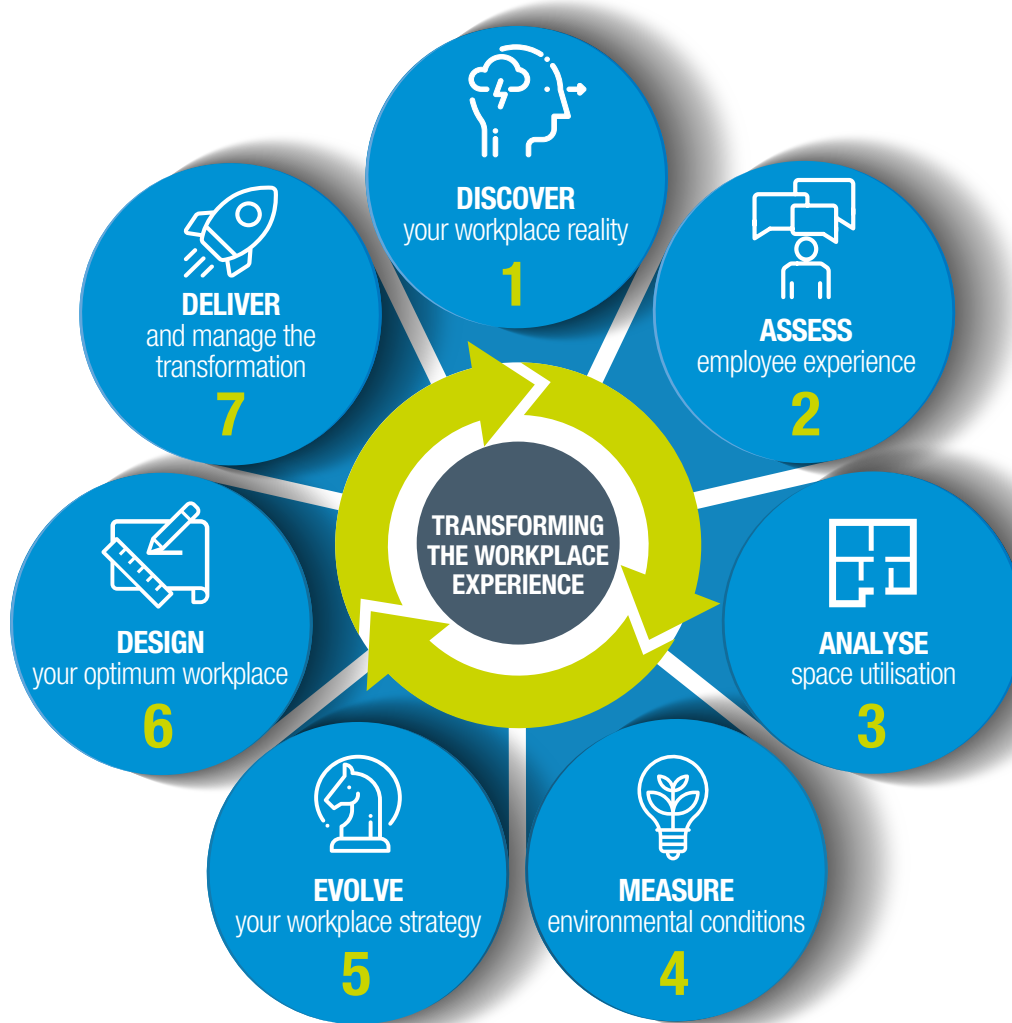 DISCOVER
your workplace reality
1
ASSESS
employee experience
2
ANALYSE
space utilisation
3
MEASURE
environmental conditions
4
EVOLVE
your workplace strategy
5
DESIGN
your optimum workplace
6
DELIVER
and manage the
transformation
7
TRANSFORMING
THE WORKPLACE
EXPERIENCE